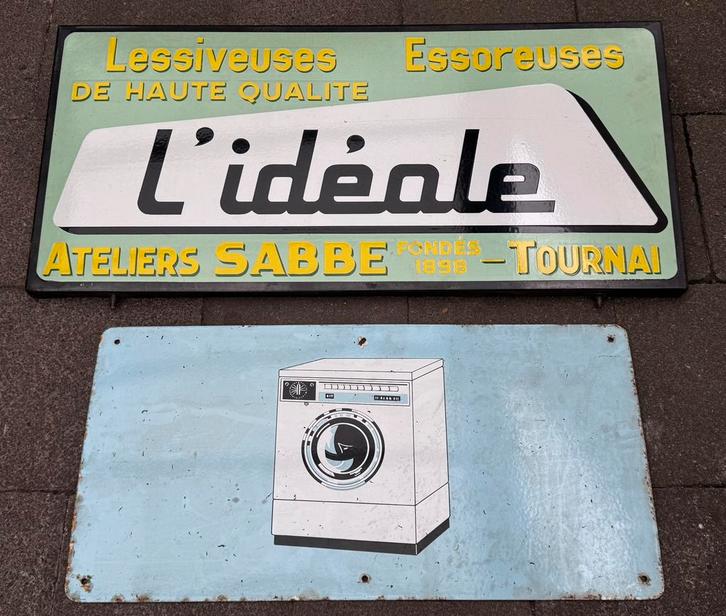 Lessiveuses Essoreuses
DE HAUTE QUALITE
L'idéale
ATELIERS SABBE FONDÉS 1898 – TOURNAI